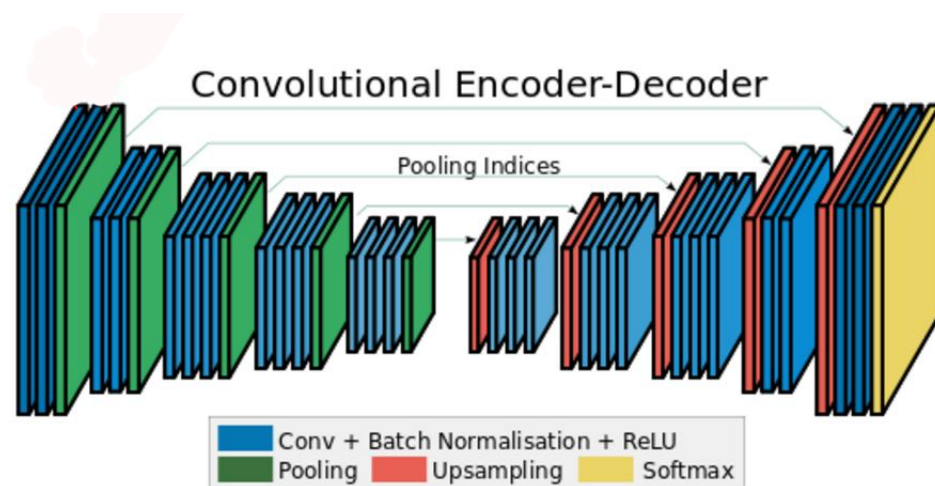 Convolutional Encoder-Decoder
Pooling Indices
Conv + Batch Normalisation + ReLU
Pooling Upsampling Softmax